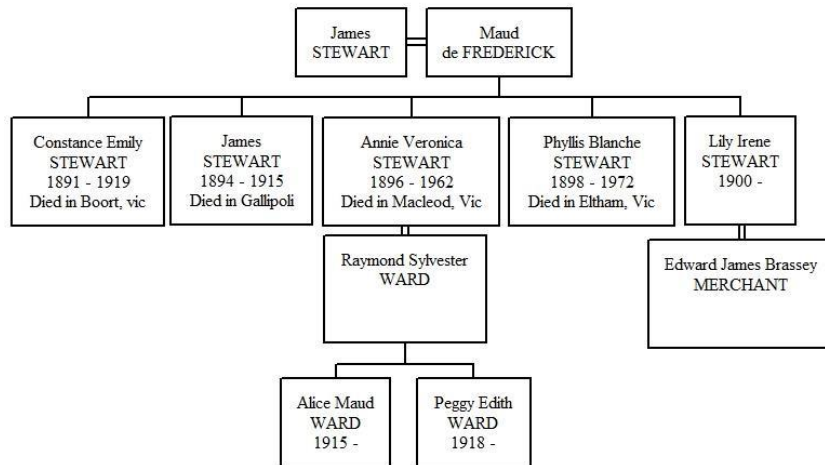 James
STEWART
Maud
de FREDERICK
Constance Emily
STEWART
1891 - 1919
Died in Boort, vic
James
STEWART
1894 - 1915
Died in Gallipoli
Annie Veronica
STEWART
1896 - 1962
Died in Macleod, Vic
Phyllis Blanche
STEWART
1898 - 1972
Died in Eltham, Vic
Lily Irene
STEWART
1900 -
Raymond Sylvester
WARD
Edward James Brassey
MERCHANT
Alice Maud
WARD
1915 -
Peggy Edith
WARD
1918 -